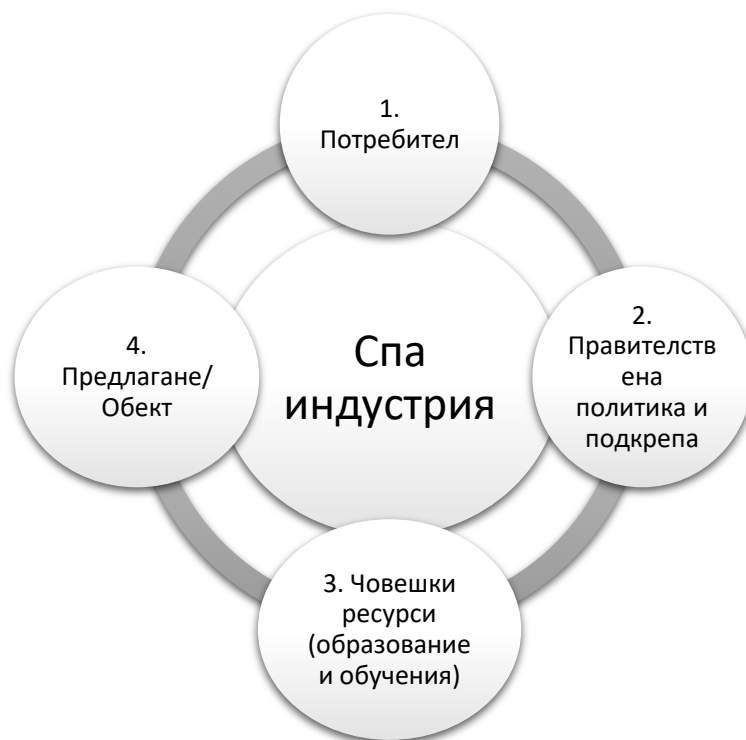 1.
Потребител
Спа
индустрия
2.
Правителств
ена
политика и
подкрепа
4.
Предлагане/
Обект
3. Човешки
ресурси
(образование
и обучения)